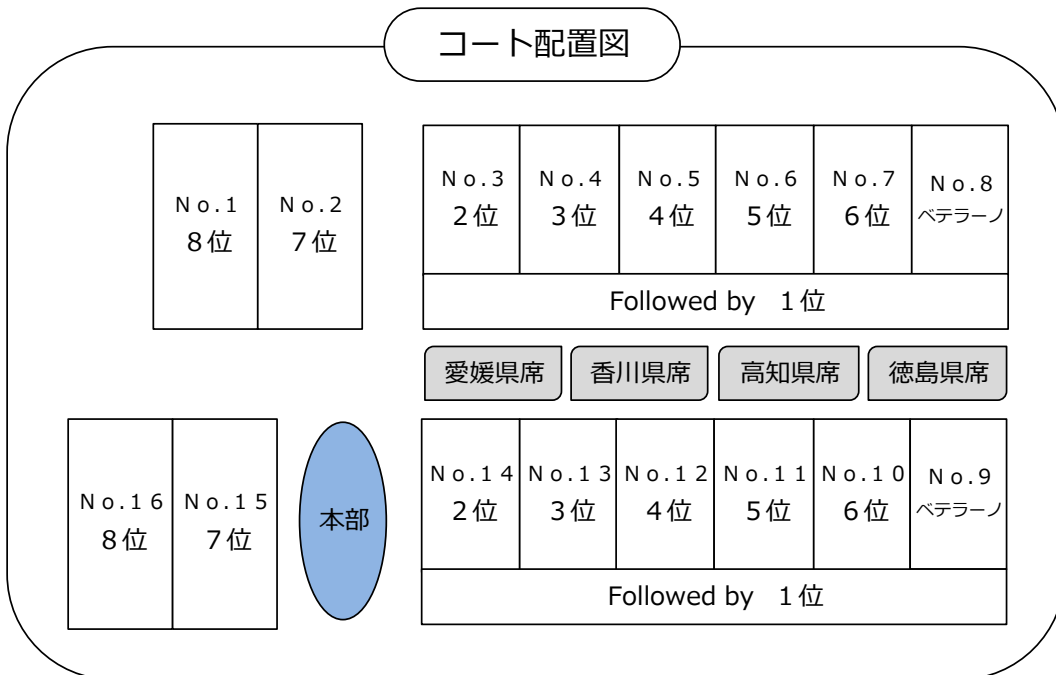 コート配置図
Ｎｏ.１
８位
Ｎｏ.２
７位
Ｎｏ.３
２位
Ｎｏ.４
３位
Ｎｏ.５
４位
Ｎｏ.６
５位
Ｎｏ.７
６位
Ｎｏ.８
ベテラーノ
Followed by　１位
愛媛県席
香川県席
高知県席
徳島県席
Ｎｏ.１６
８位
Ｎｏ.１５
７位
本部
Ｎｏ.１４
２位
Ｎｏ.１３
３位
Ｎｏ.１２
４位
Ｎｏ.１１
５位
Ｎｏ.１０
６位
Ｎｏ.９
ベテラーノ
Followed by　１位